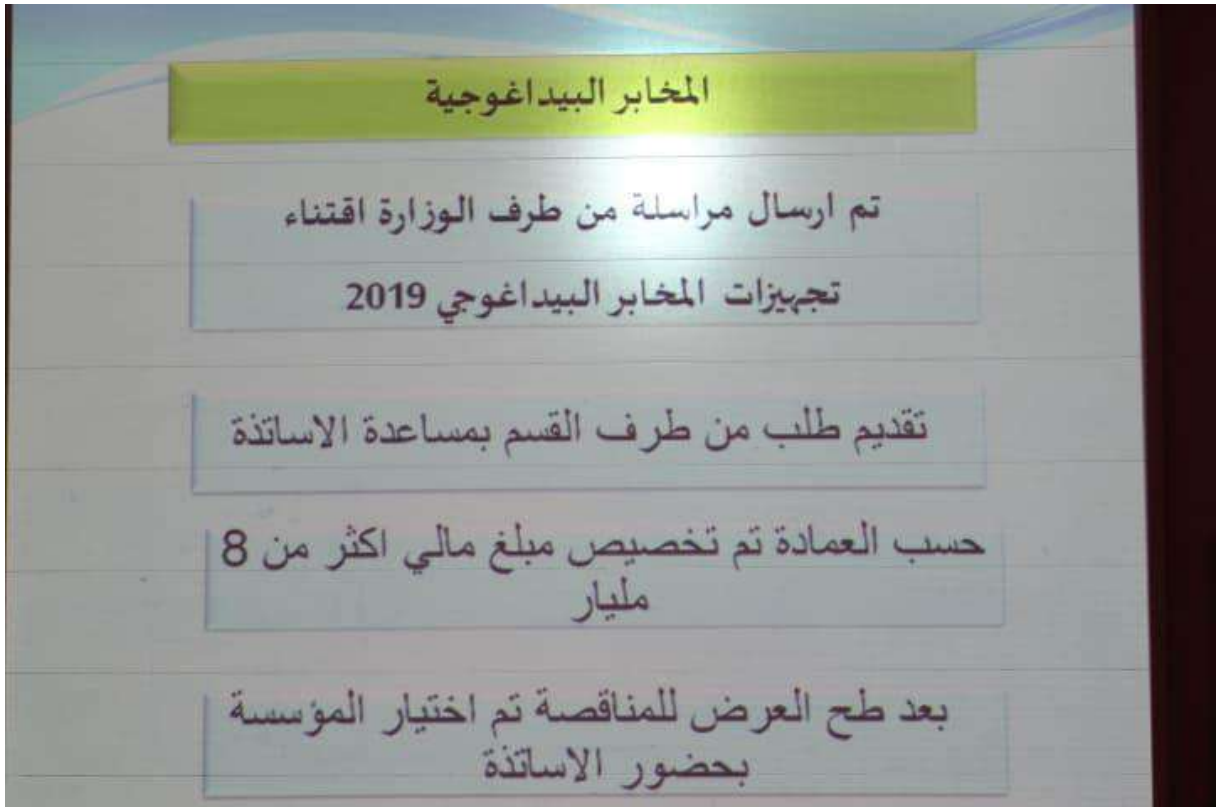 المخابر البيداغوجية
تم ارسال مراسلة من طرف الوزارة اقتناء
تجهيزات المخابر البيداغوجي 2019
تقديم طلب من طرف القسم بمساعدة الاساتذة
حسب العمادة تم تخصيص مبلغ مالي اكثر من 8
مليار
بعد طح العرض للمناقصة تم اختيار المؤسسة
بحضور الاساتذة